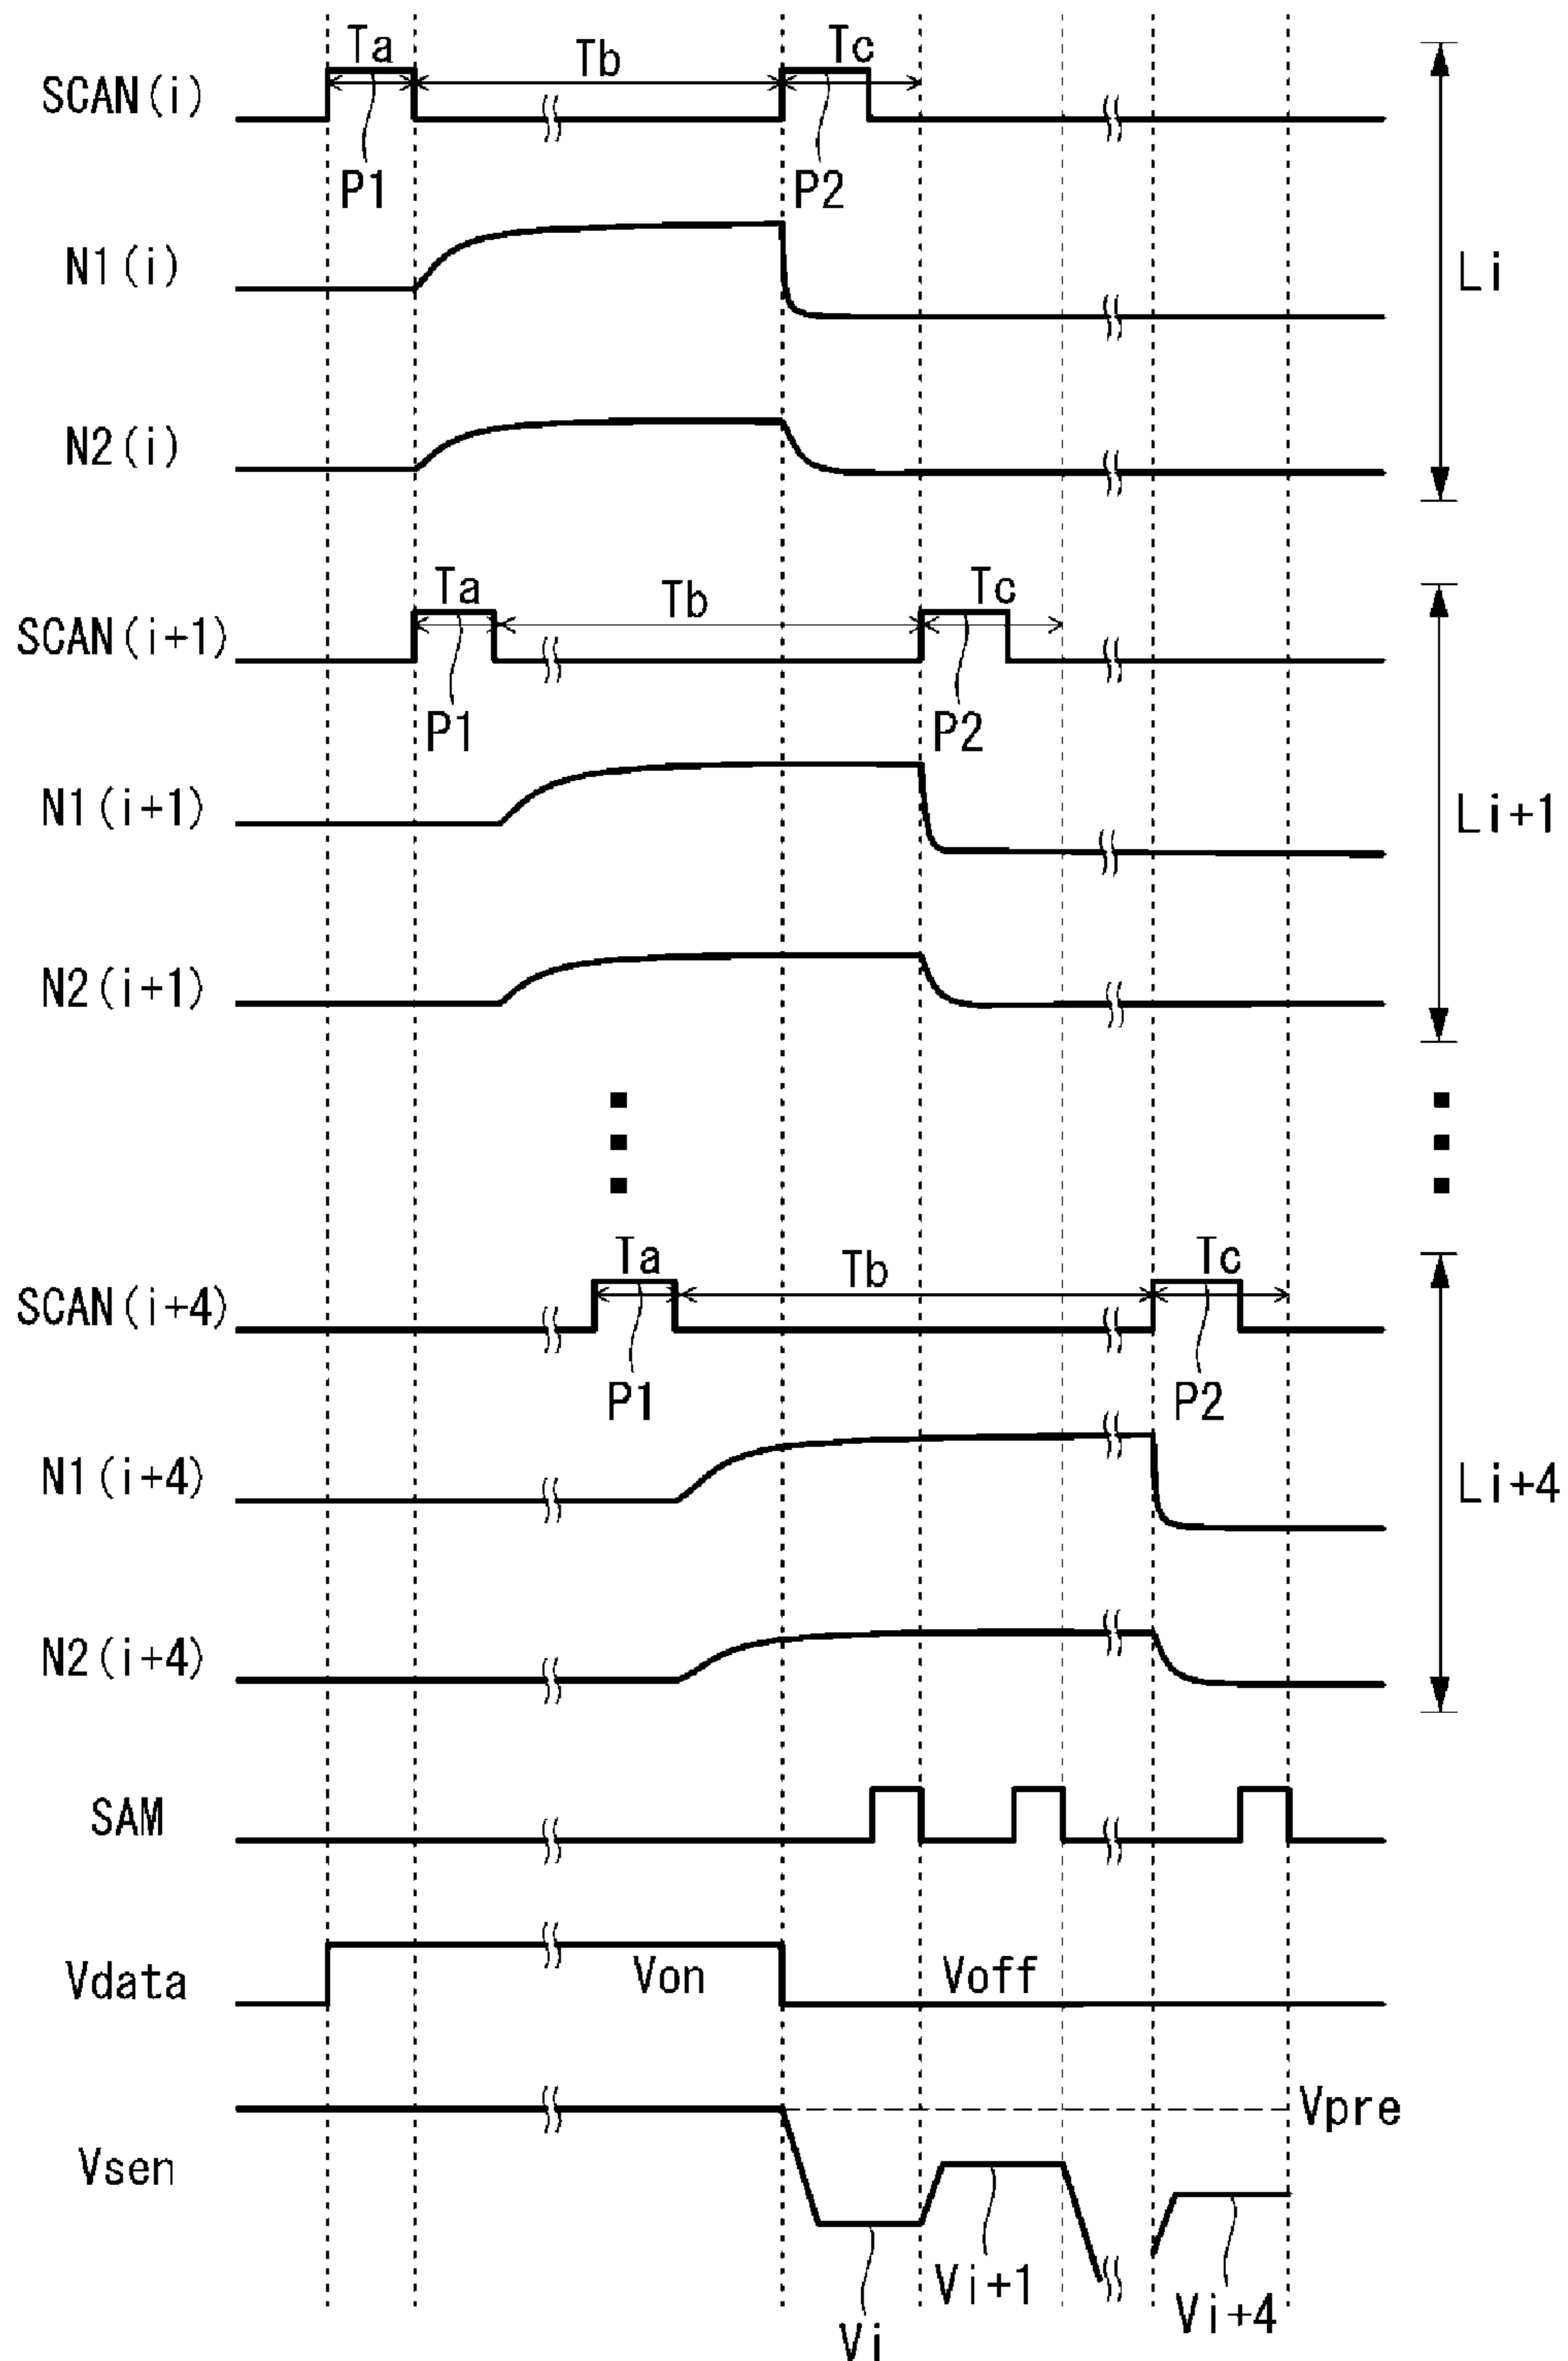 Ta
Tb
Tc
SCAN(i)
P1
P2
N1(i)
Li
N2(i)
Ta
Tb
Tc
SCAN(i+1)
P1
P2
N1(i+1)
Li+1
N2(i+1)
Ta
Tb
Tc
SCAN(i+4)
P1
P2
N1(i+4)
Li+4
N2(i+4)
SAM
Vdata
Von
Voff
Vpre
Vsen
Vi
Vi+1
Vi+4